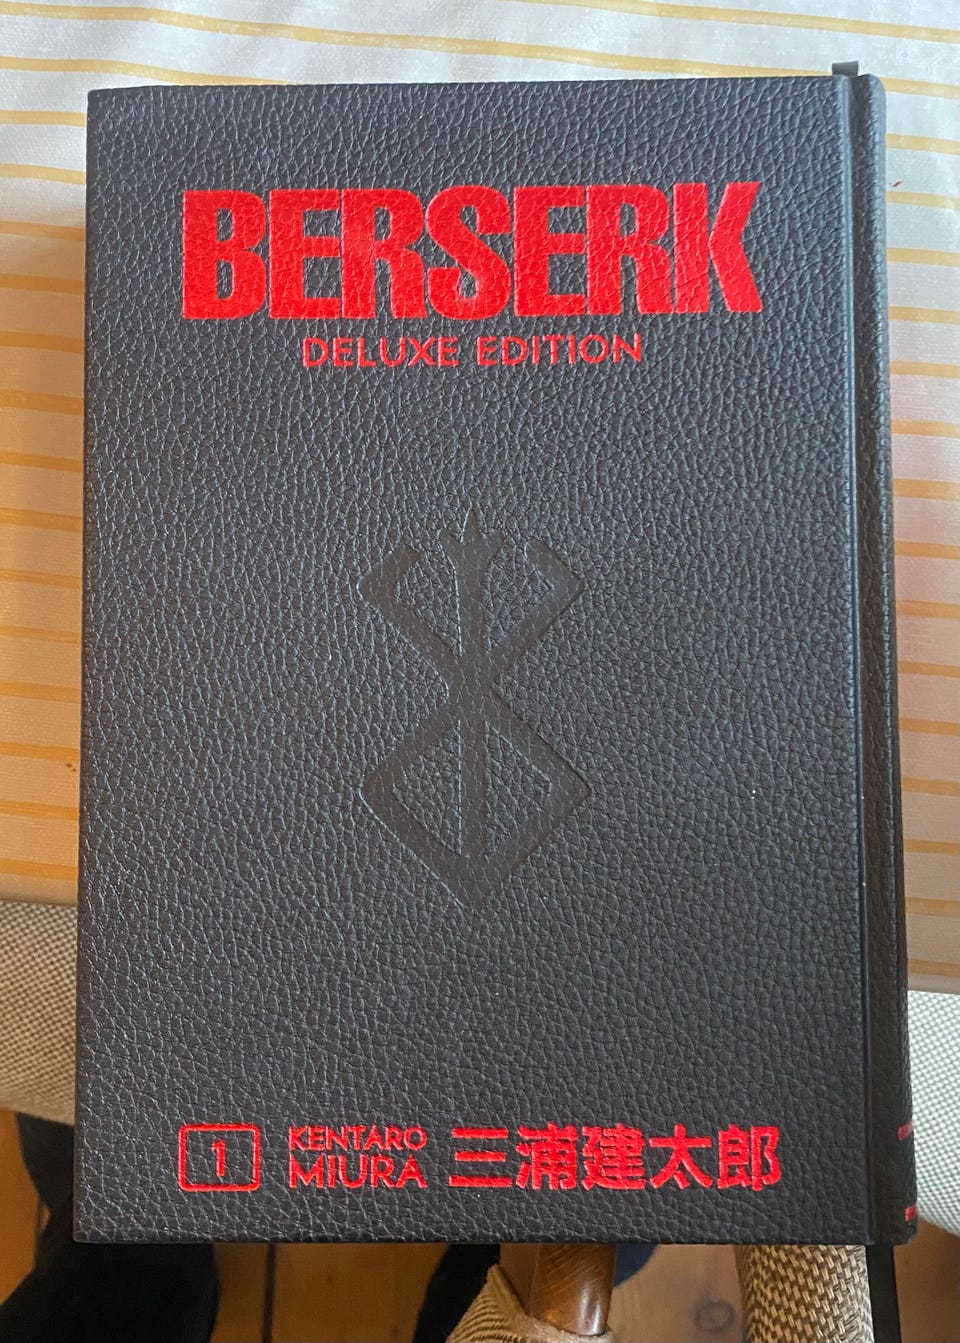 BERSERK
DELUXE EDITION
1
KENTARO
MIURA
三浦建太郎